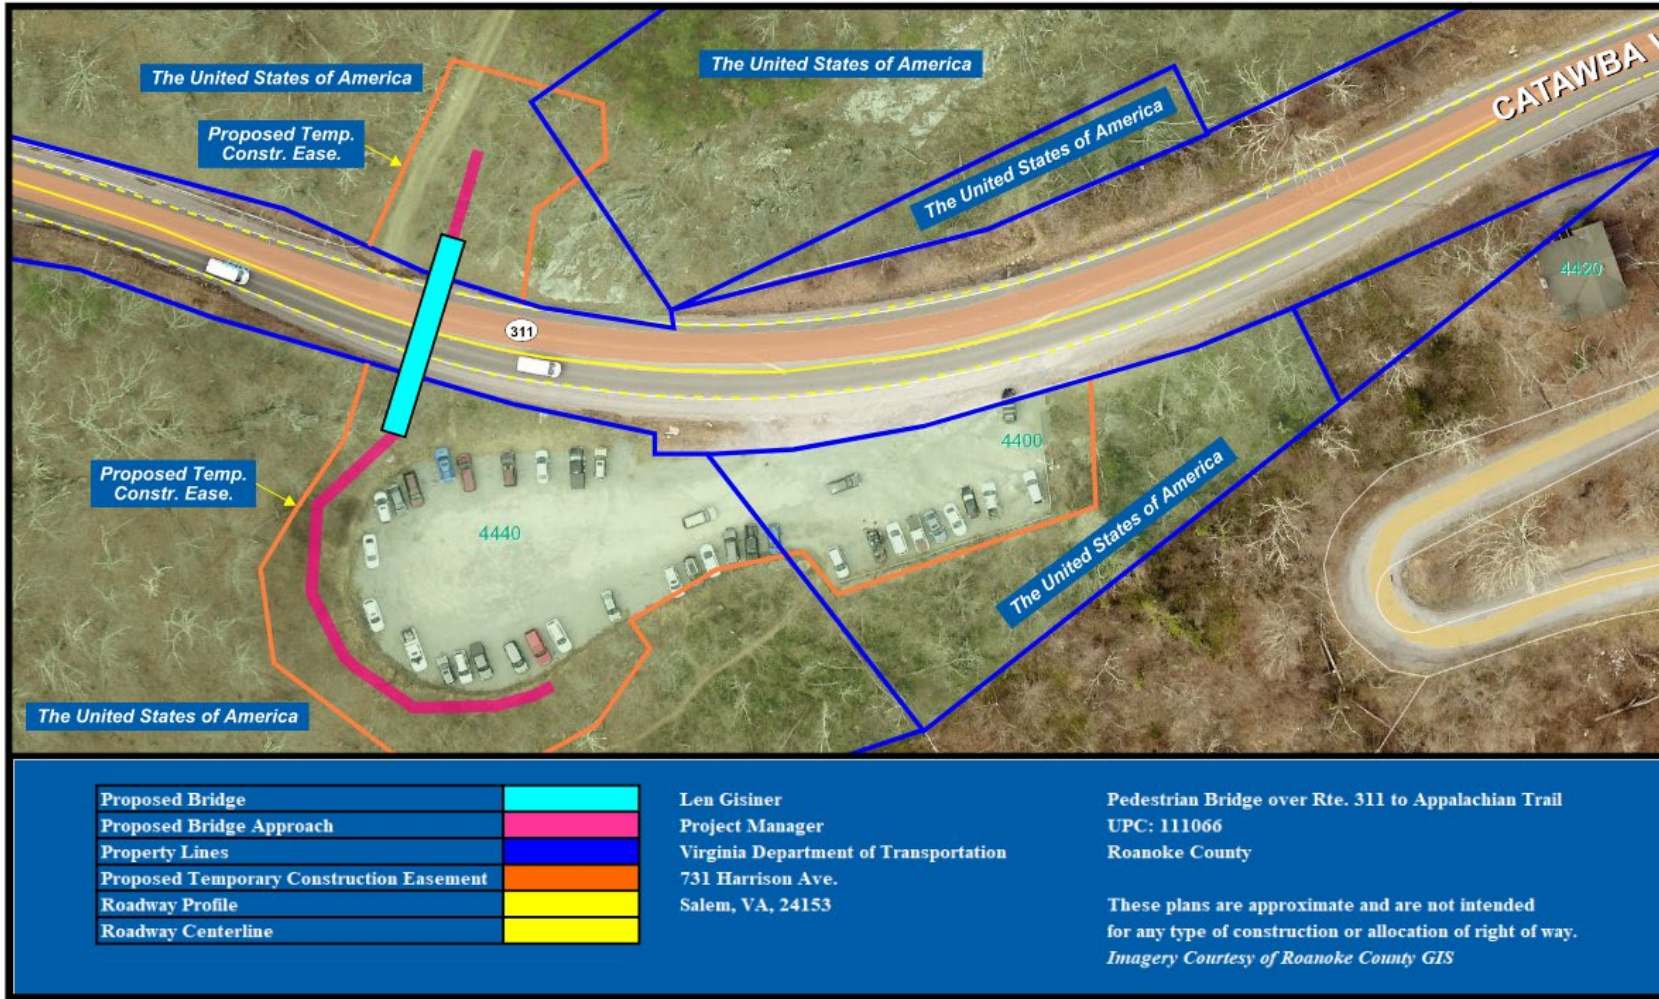 The United States of America
The United States of America
Proposed Temp.
Constr. Ease.
The United States of America
CATAWBA
311
4420
4400
Proposed Temp.
Constr. Ease.
4440
The United States of America
The United States of America
Proposed Bridge
Proposed Bridge Approach
Property Lines
Proposed Temporary Construction Easement
Roadway Profile
Roadway Centerline
Len Gisiner
Project Manager
Virginia Department of Transportation
731 Harrison Ave.
Salem, VA, 24153
Pedestrian Bridge over Rte. 311 to Appalachian Trail
UPC: 111066
Roanoke County
These plans are approximate and are not intended
for any type of construction or allocation of right of way.
Imagery Courtesy of Roanoke County GIS